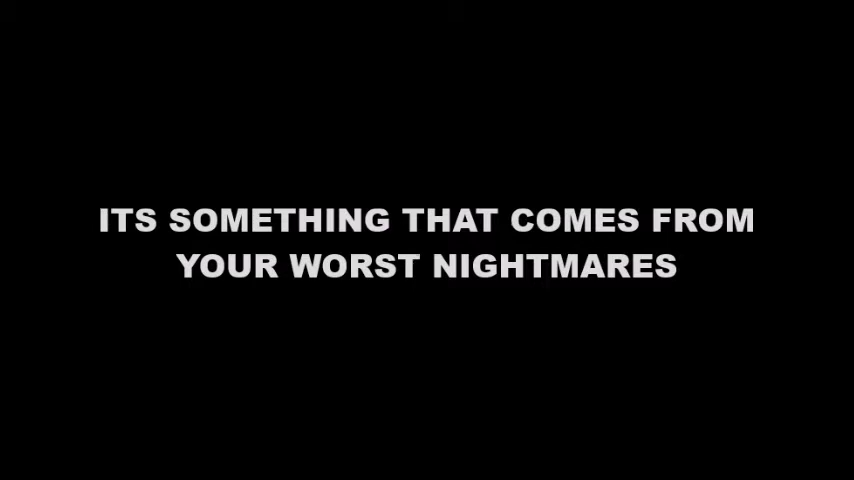 ITS SOMETHING THAT COMES FROM
YOUR WORST NIGHTMARES